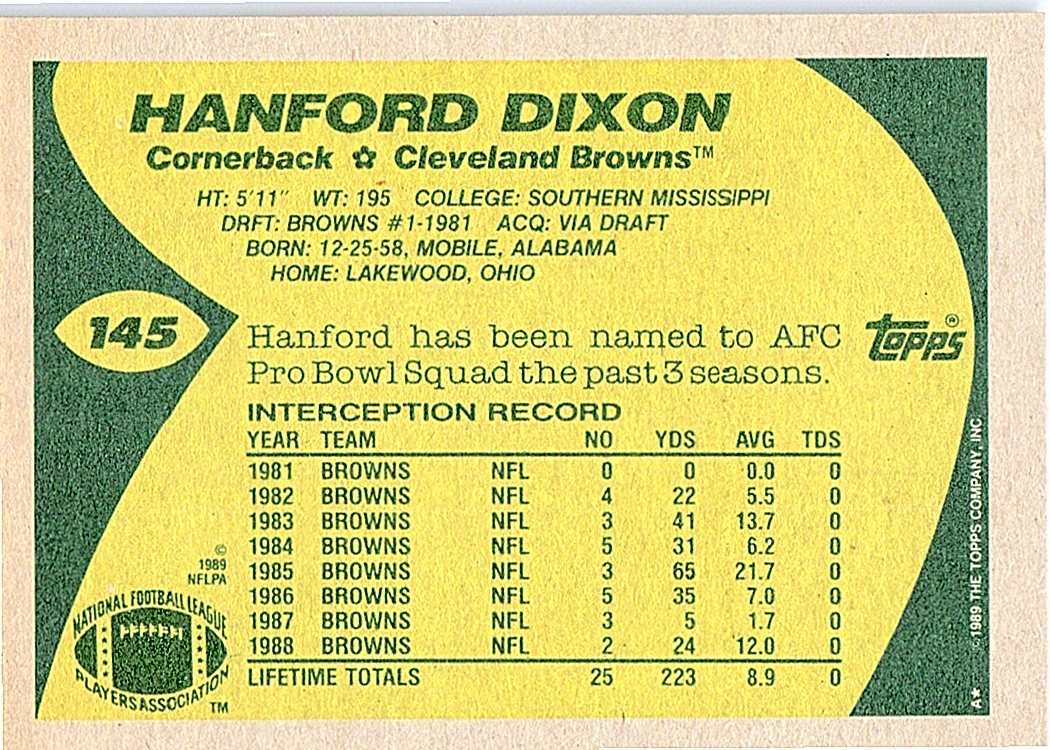 HANFORD DIXON
Cornerback ✿ Cleveland Browns™
HT: 5'11" WT: 195 COLLEGE: SOUTHERN MISSISSIPPI
DRFT: BROWNS #1-1981 ACQ: VIA DRAFT
BORN: 12-25-58, MOBILE, ALABAMA
HOME: LAKEWOOD, OHIO
145
Hanford has been named to AFC
Pro Bowl Squad the past 3 seasons.
topps®
INTERCEPTION RECORD
YEAR TEAM NO YDS AVG TDS
1981 BROWNS NFL 0 0 0.0 0
1982 BROWNS NFL 4 22 5.5 0
1983 BROWNS NFL 3 41 13.7 0
1984 BROWNS NFL 5 31 6.2 0
1985 BROWNS NFL 3 65 21.7 0
1986 BROWNS NFL 5 35 7.0 0
1987 BROWNS NFL 3 5 1.7 0
1988 BROWNS NFL 2 24 12.0 0
LIFETIME TOTALS 25 223 8.9 0
©
1989
NFLPA
NATIONAL FOOTBALL LEAGUE
PLAYERS ASSOCIATION
TM
©1989 THE TOPPS COMPANY, INC.
A★